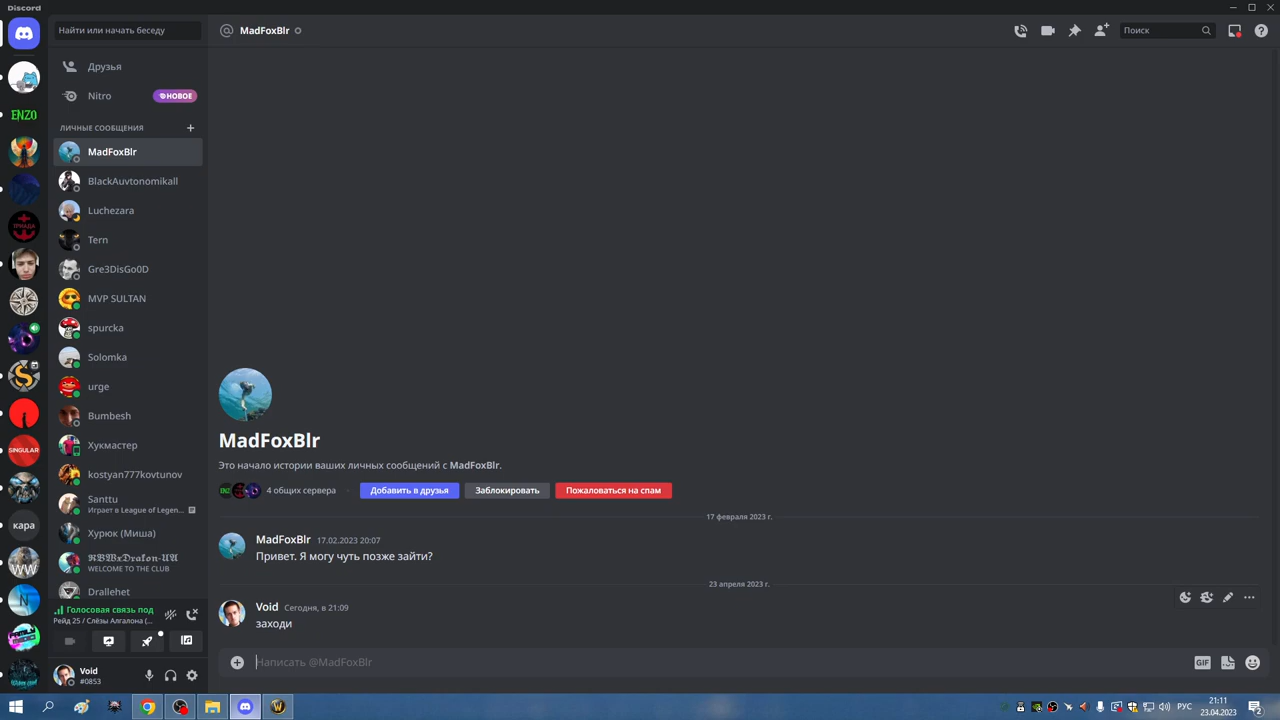 Discord
Найти или начать беседу
Друзья
Nitro
НОВОЕ
ЛИЧНЫЕ СООБЩЕНИЯ
MadFoxBlr
BlackAuvtonomikall
Luchezara
Tern
Gre3DisGo0D
MVP SULTAN
spurcka
Solomka
urge
Bumbesh
Хукмастер
kostyan777kovtunov
Santtu
Играет в League of Legen...
Хурюк (Миша)
WELCOME TO THE CLUB
Drallehet
Голосовая связь под
Рейд 25 / Слёзы Алгалона (...
Void
#0853
ENZO
ТРИАДА
SINGULAR
кара
WW
MadFoxBlr
Поиск
MadFoxBlr
Это начало истории ваших личных сообщений с MadFoxBlr.
4 общих сервера
Добавить в друзья
Заблокировать
Пожаловаться на спам
17 февраля 2023 г.
MadFoxBlr 17.02.2023 20:07
Привет. Я могу чуть позже зайти?
23 апреля 2023 г.
Void Сегодня, в 21:09
заходи
Написать @MadFoxBlr
GIF
РУС
21:11
23.04.2023
2